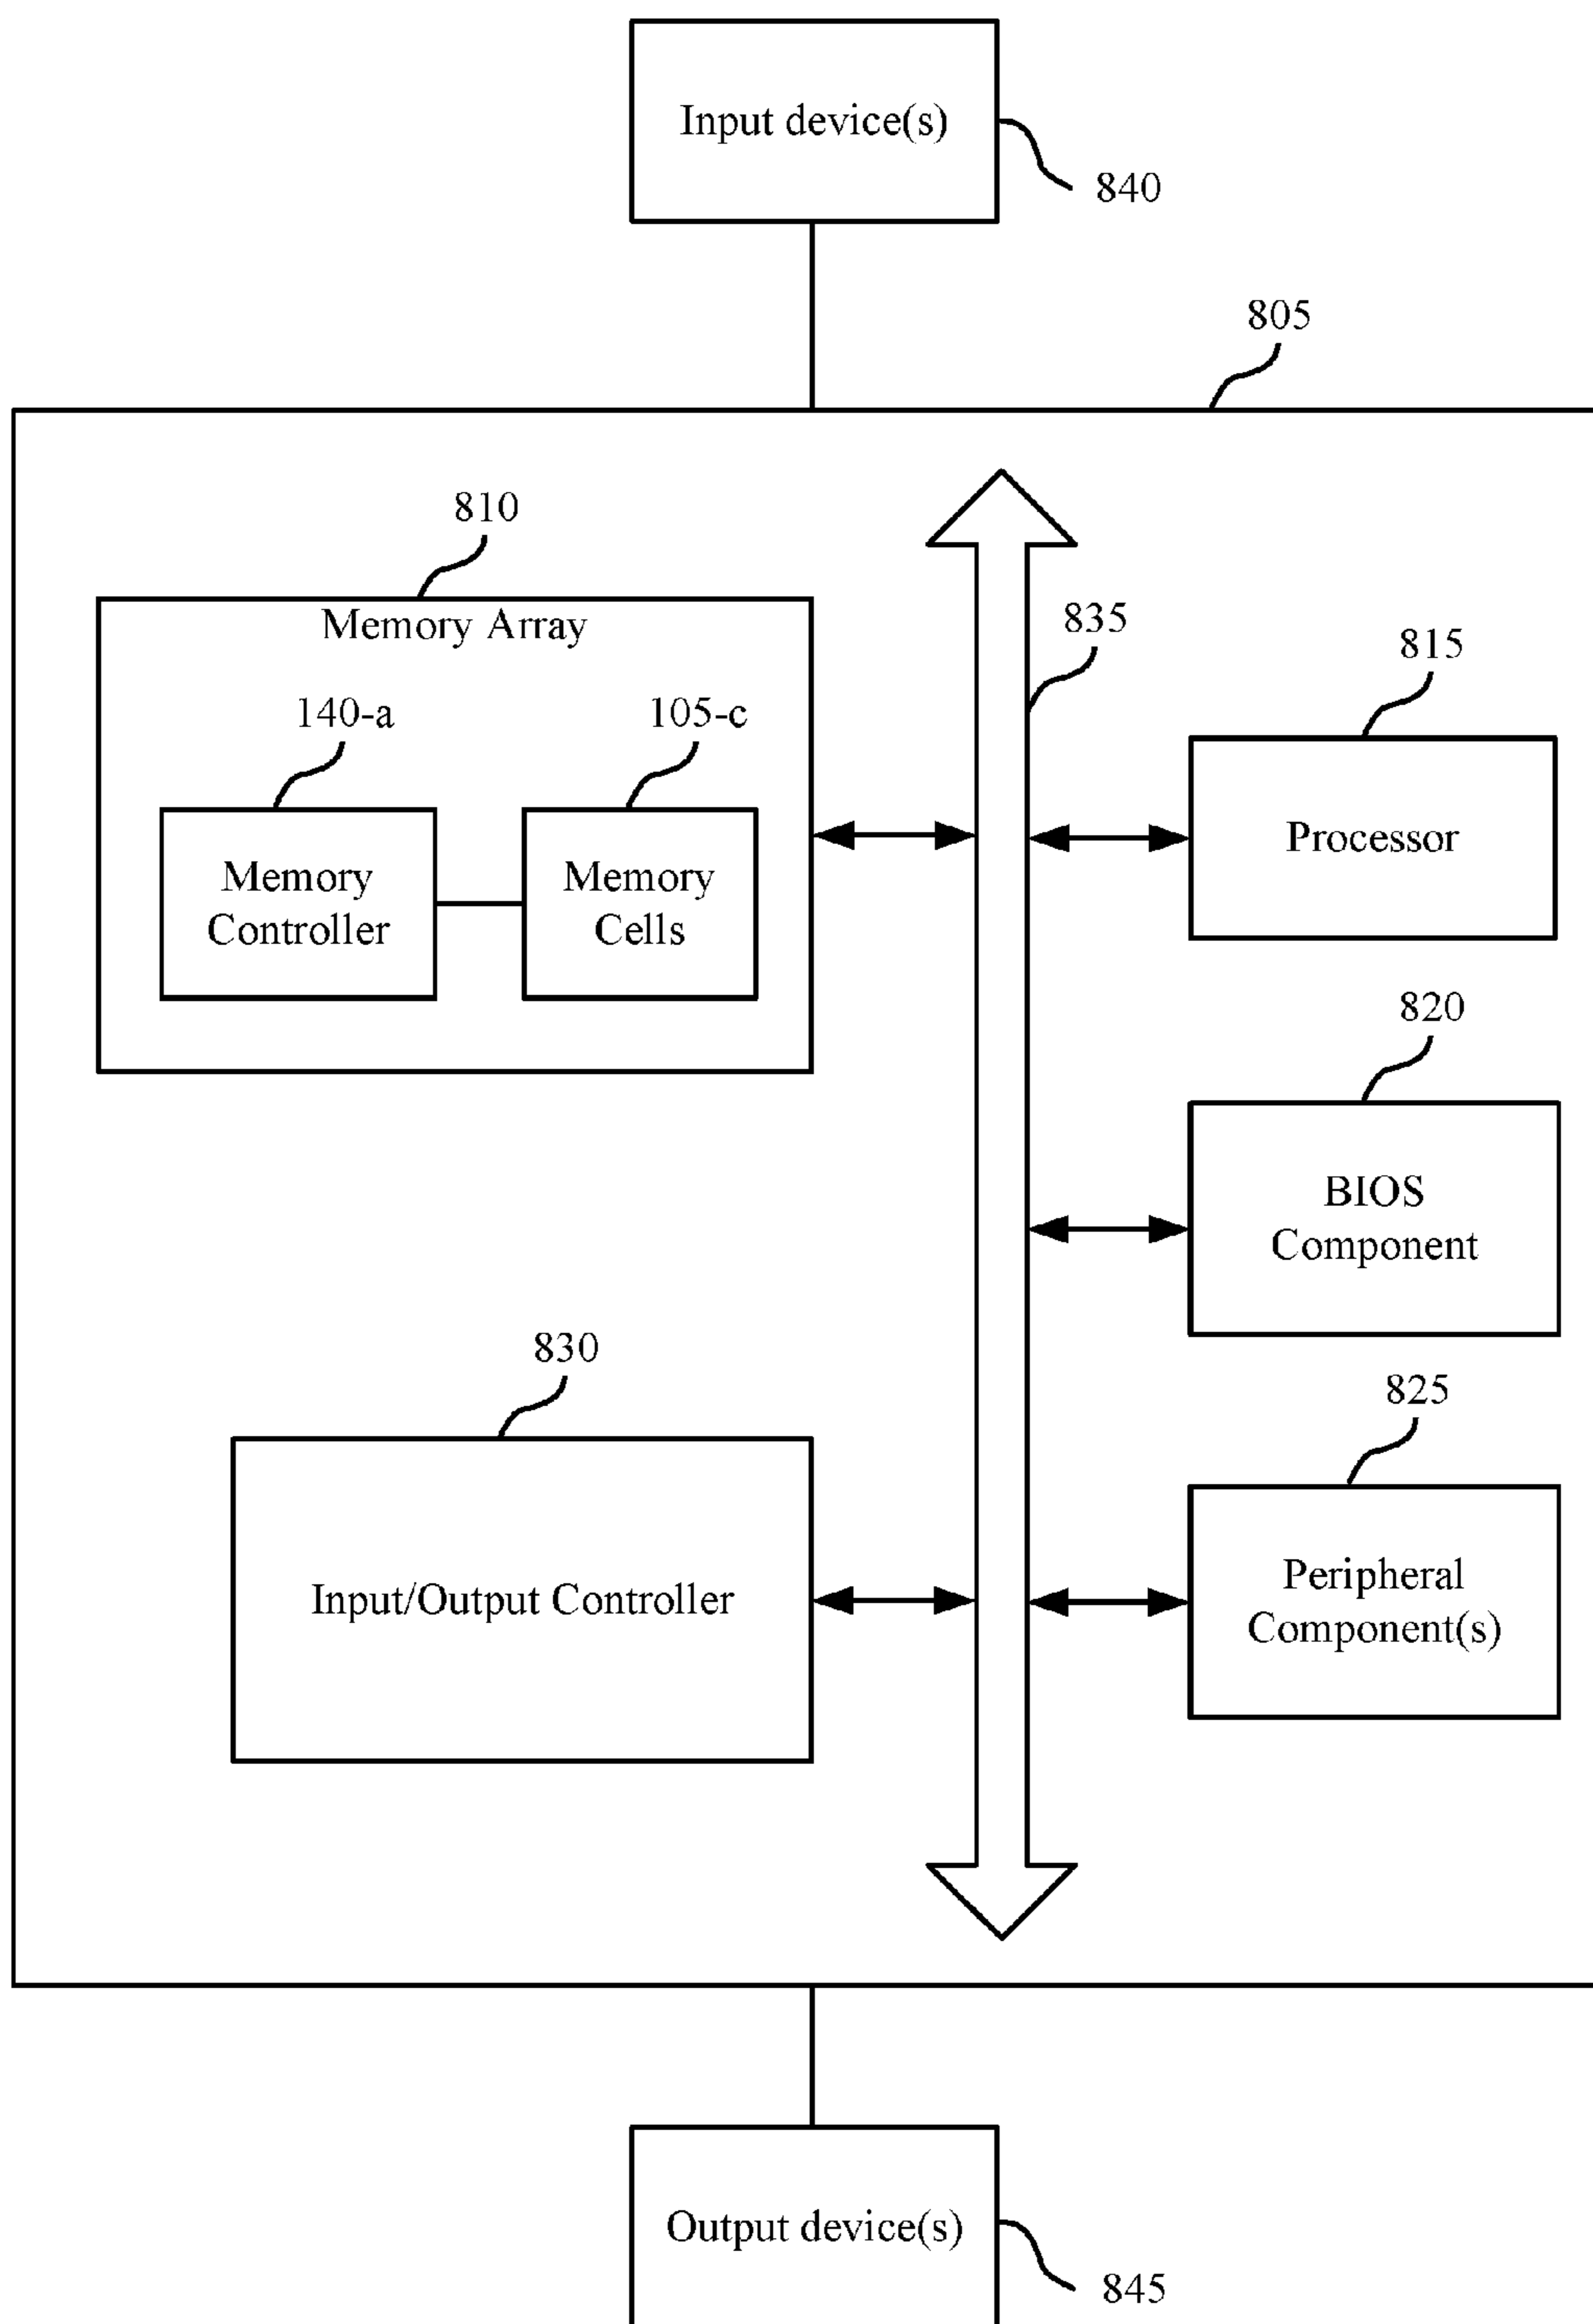 Input device(s)
840
805
810
Memory Array
835
815
140-a
105-c
Memory
Controller
Memory
Cells
Processor
820
BIOS
Component
830
825
Input/Output Controller
Peripheral
Component(s)
Output device(s)
845